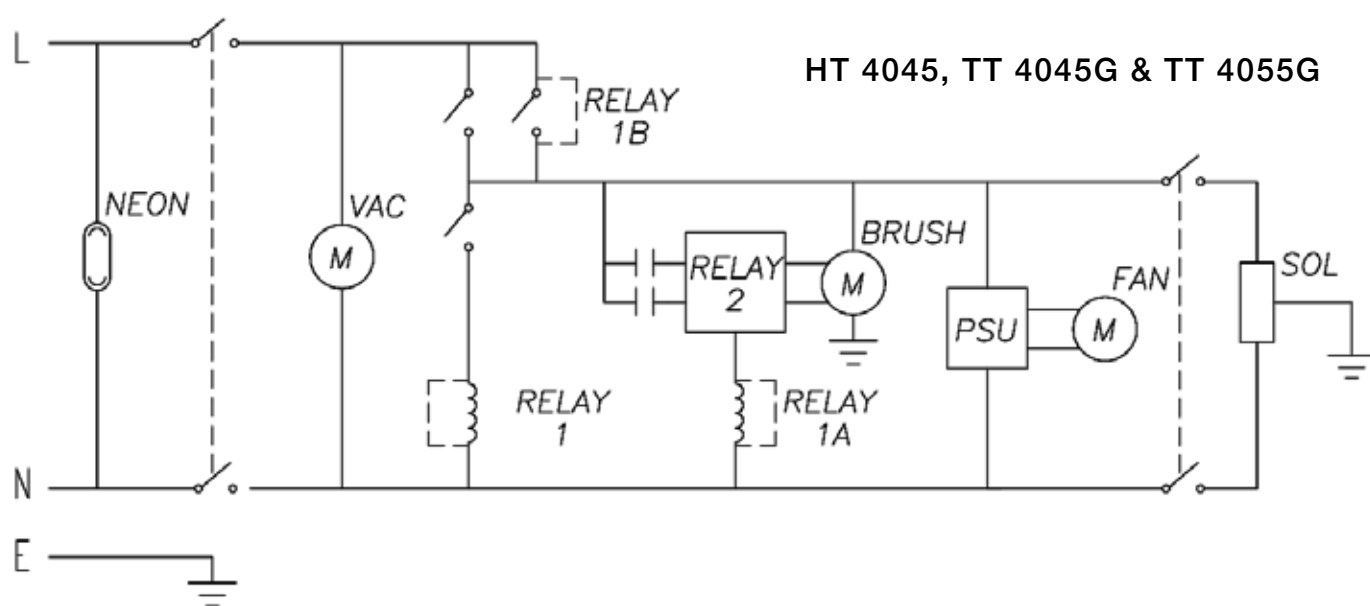 L
HT 4045, TT 4045G & TT 4055G
RELAY
1B
NEON
VAC
M
RELAY
2
BRUSH
M
PSU
FAN
M
SOL
RELAY
1
RELAY
1A
N
E